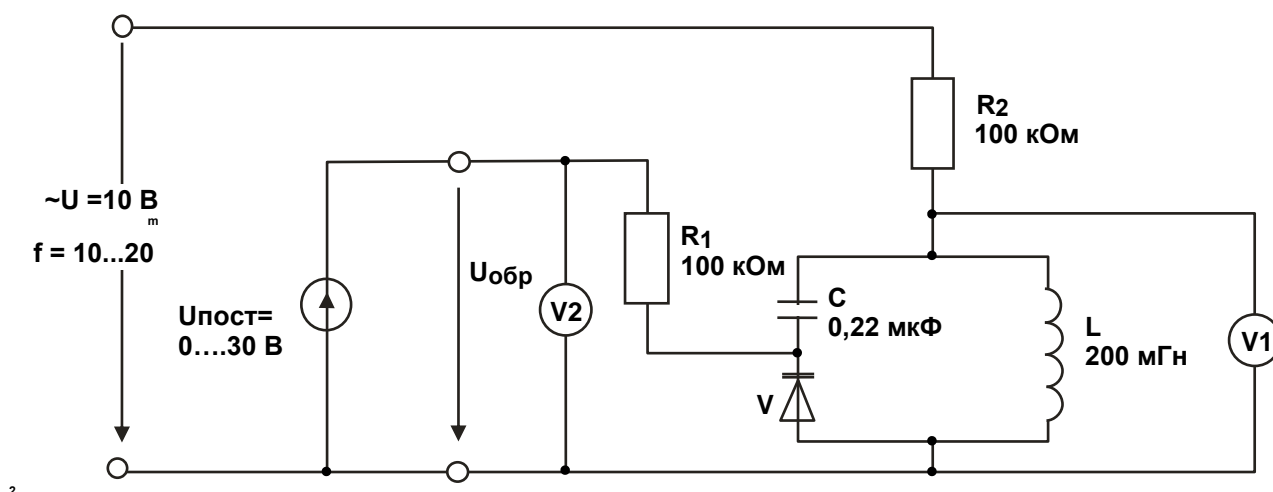 R2
100 кОм
~U =10 В
m
f = 10...20
Uобр
V2
R1
100 кОм
Uпост=
0....30 В
C
0,22 мкФ
L
200 мГн
V1
V
2